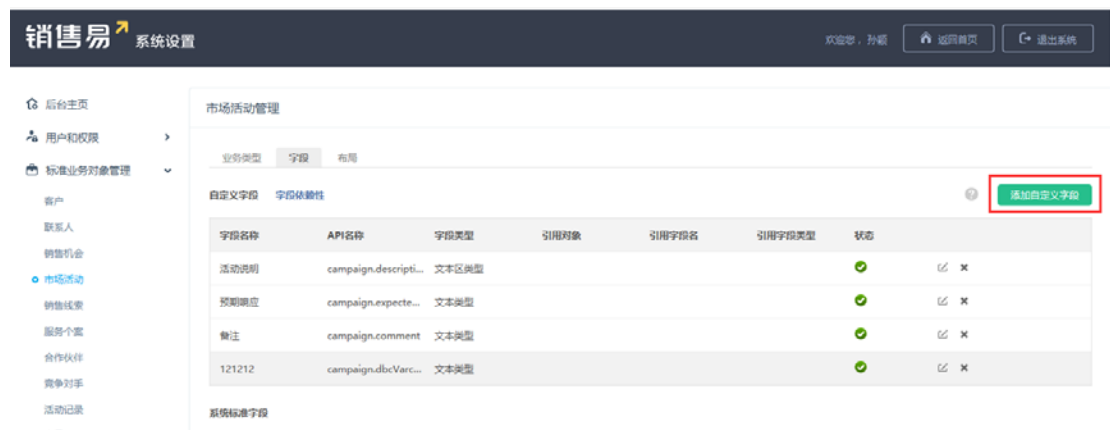 销售易 系统设置
欢迎您，孙颖
返回首页
退出系统
后台主页
用户和权限
标准业务对象管理
客户
联系人
销售机会
市场活动
销售线索
服务个案
合作伙伴
竞争对手
活动记录
市场活动管理
业务类型 字段 布局
自定义字段 字段依赖性
添加自定义字段
字段名称 API名称 字段类型 引用对象 引用字段名 引用字段类型 状态
活动说明 campaign.descripti... 文本区类型
预期响应 campaign.expecte... 文本类型
备注 campaign.comment 文本类型
121212 campaign.dbcVarc... 文本类型
系统标准字段